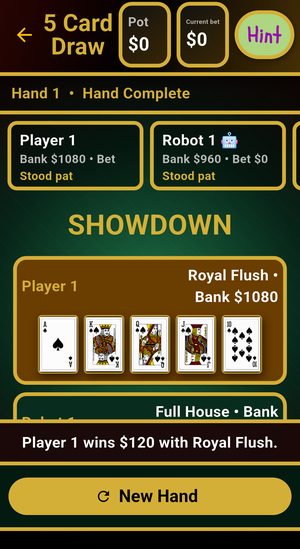 5 Card
Draw
Pot
$0
Current bet
$0
Hint
Hand 1 • Hand Complete
Player 1
Bank $1080 • Bet
Stood pat
Robot 1 🤖
Bank $960 • Bet $0
Stood pat
SHOWDOWN
Player 1
Royal Flush •
Bank $1080
A
A
K
K
Q
Q
J
J
10
10
Full House • Bank
Player 1 wins $120 with Royal Flush.
New Hand